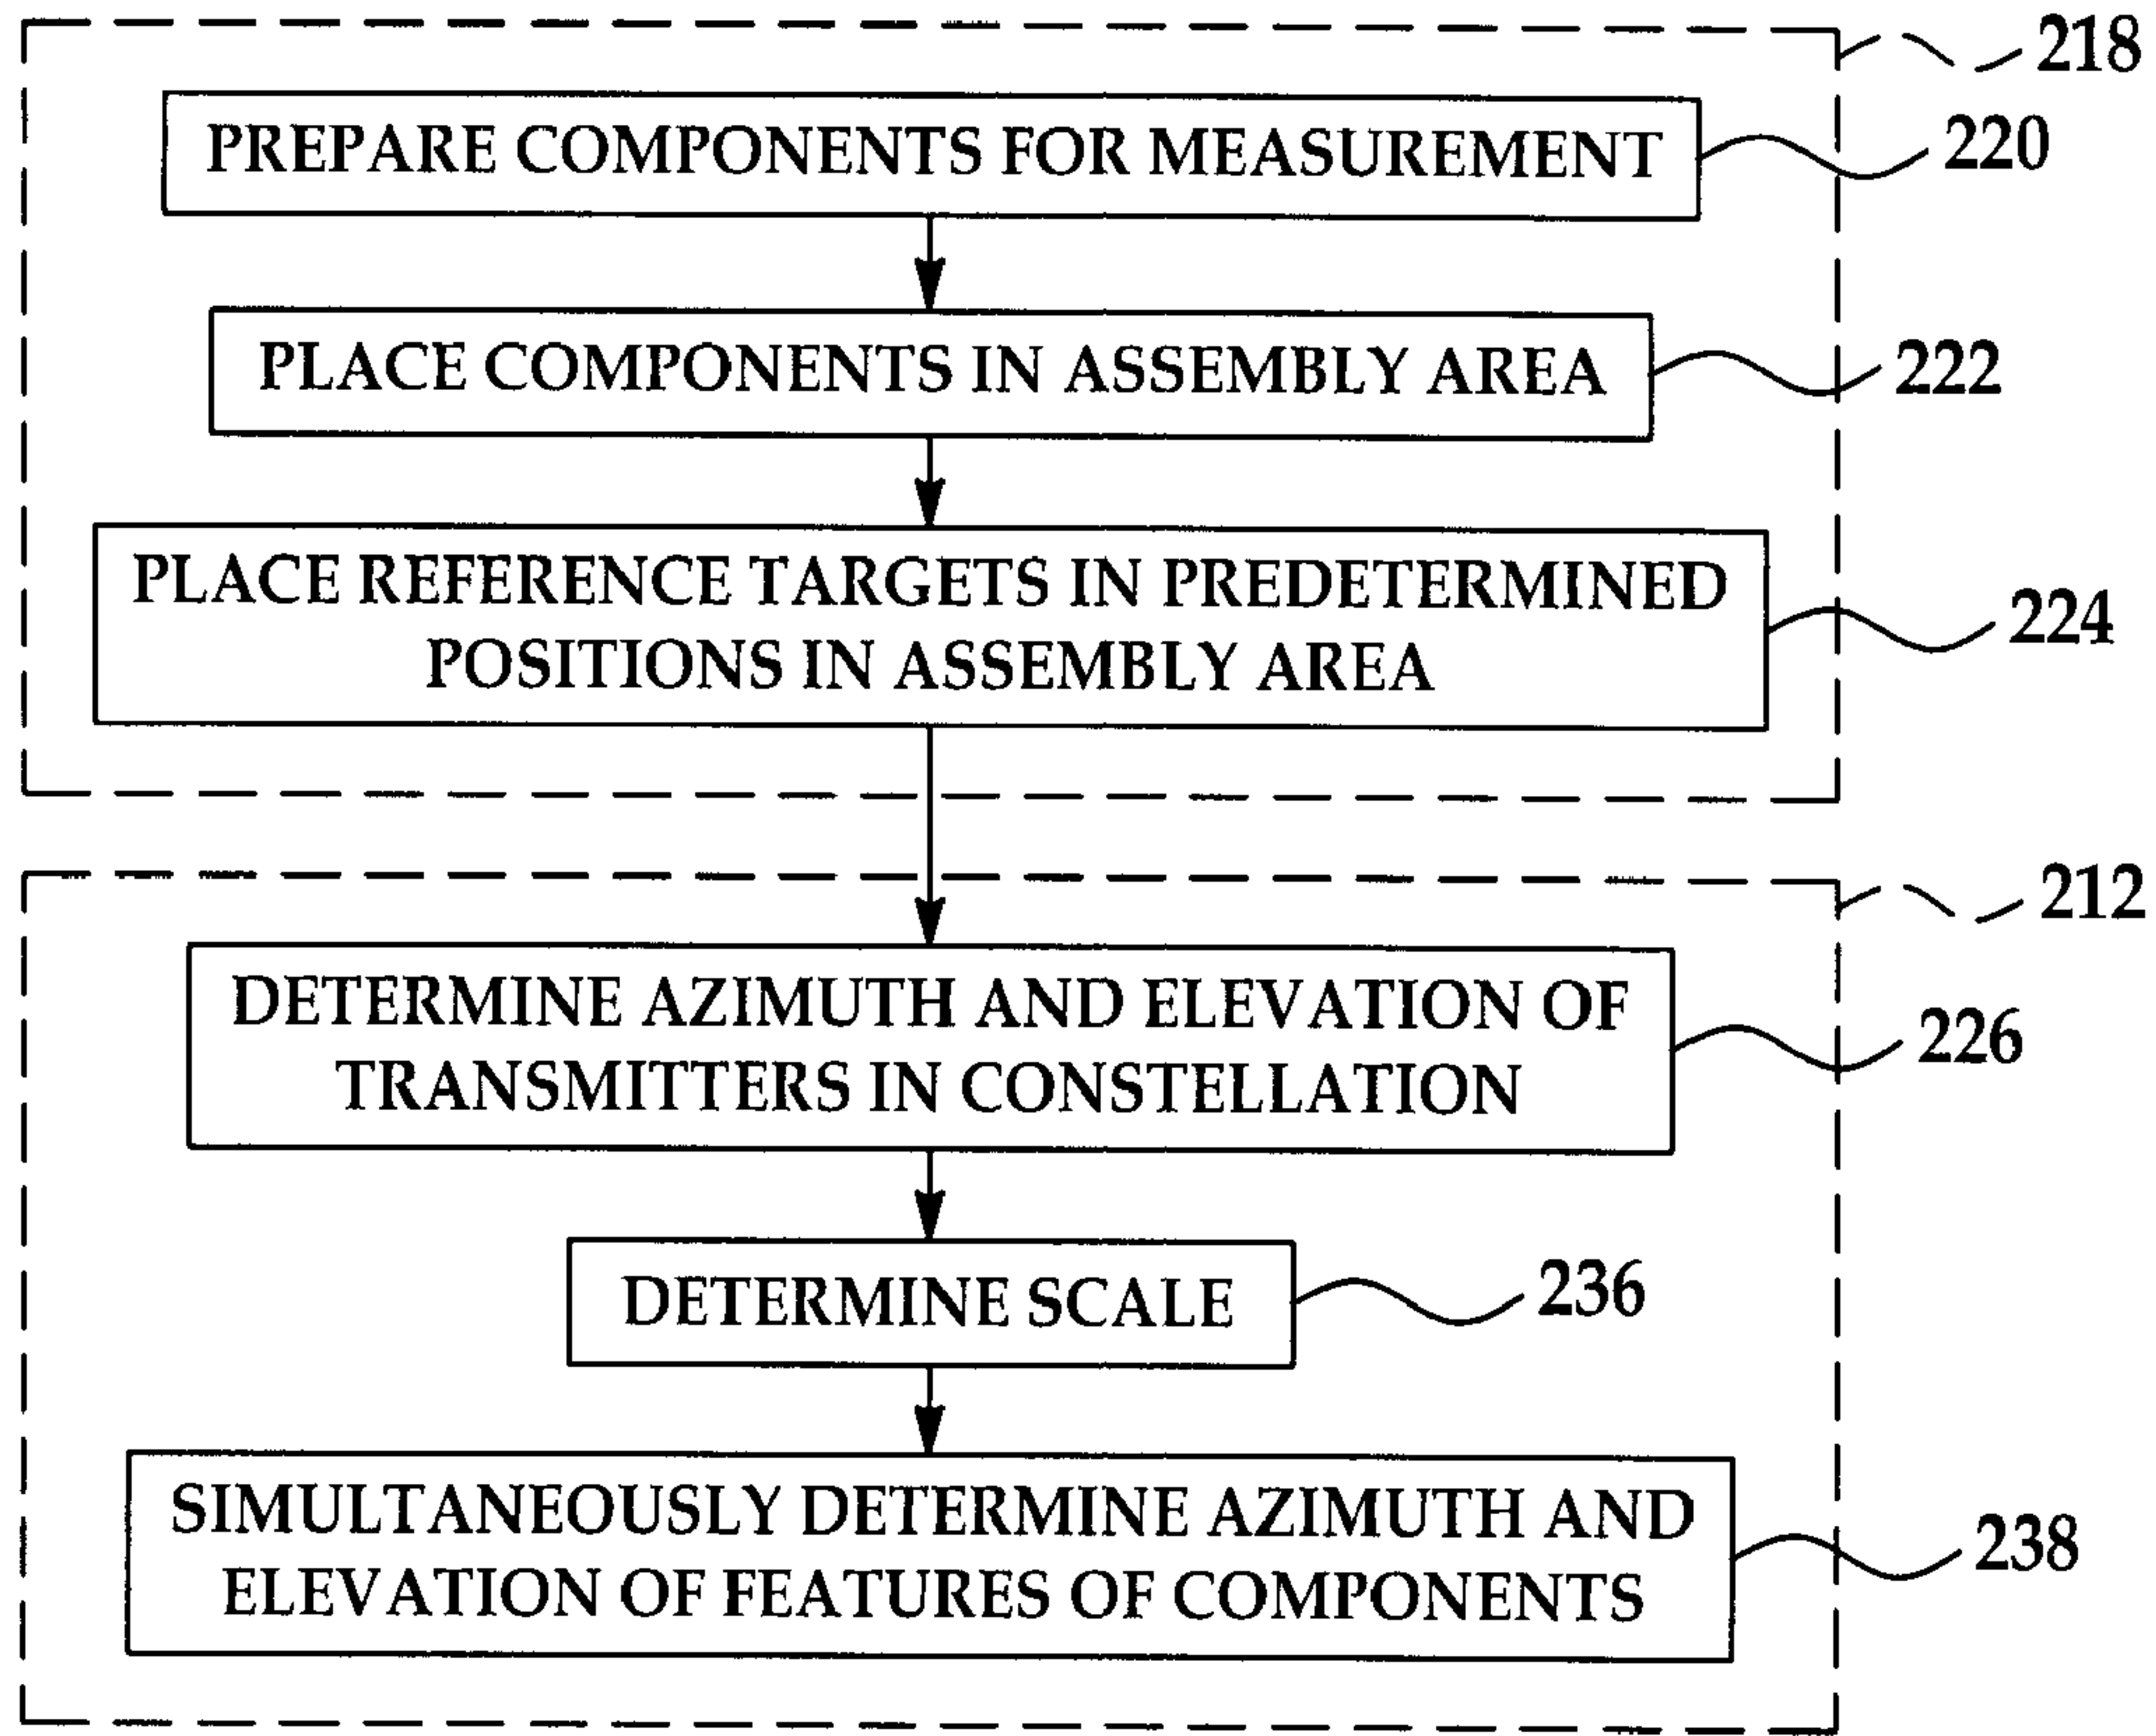 218
PREPARE COMPONENTS FOR MEASUREMENT
220
PLACE COMPONENTS IN ASSEMBLY AREA
222
PLACE REFERENCE TARGETS IN PREDETERMINED
POSITIONS IN ASSEMBLY AREA
224
212
DETERMINE AZIMUTH AND ELEVATION OF
TRANSMITTERS IN CONSTELLATION
226
DETERMINE SCALE
236
SIMULTANEOUSLY DETERMINE AZIMUTH AND
ELEVATION OF FEATURES OF COMPONENTS
238